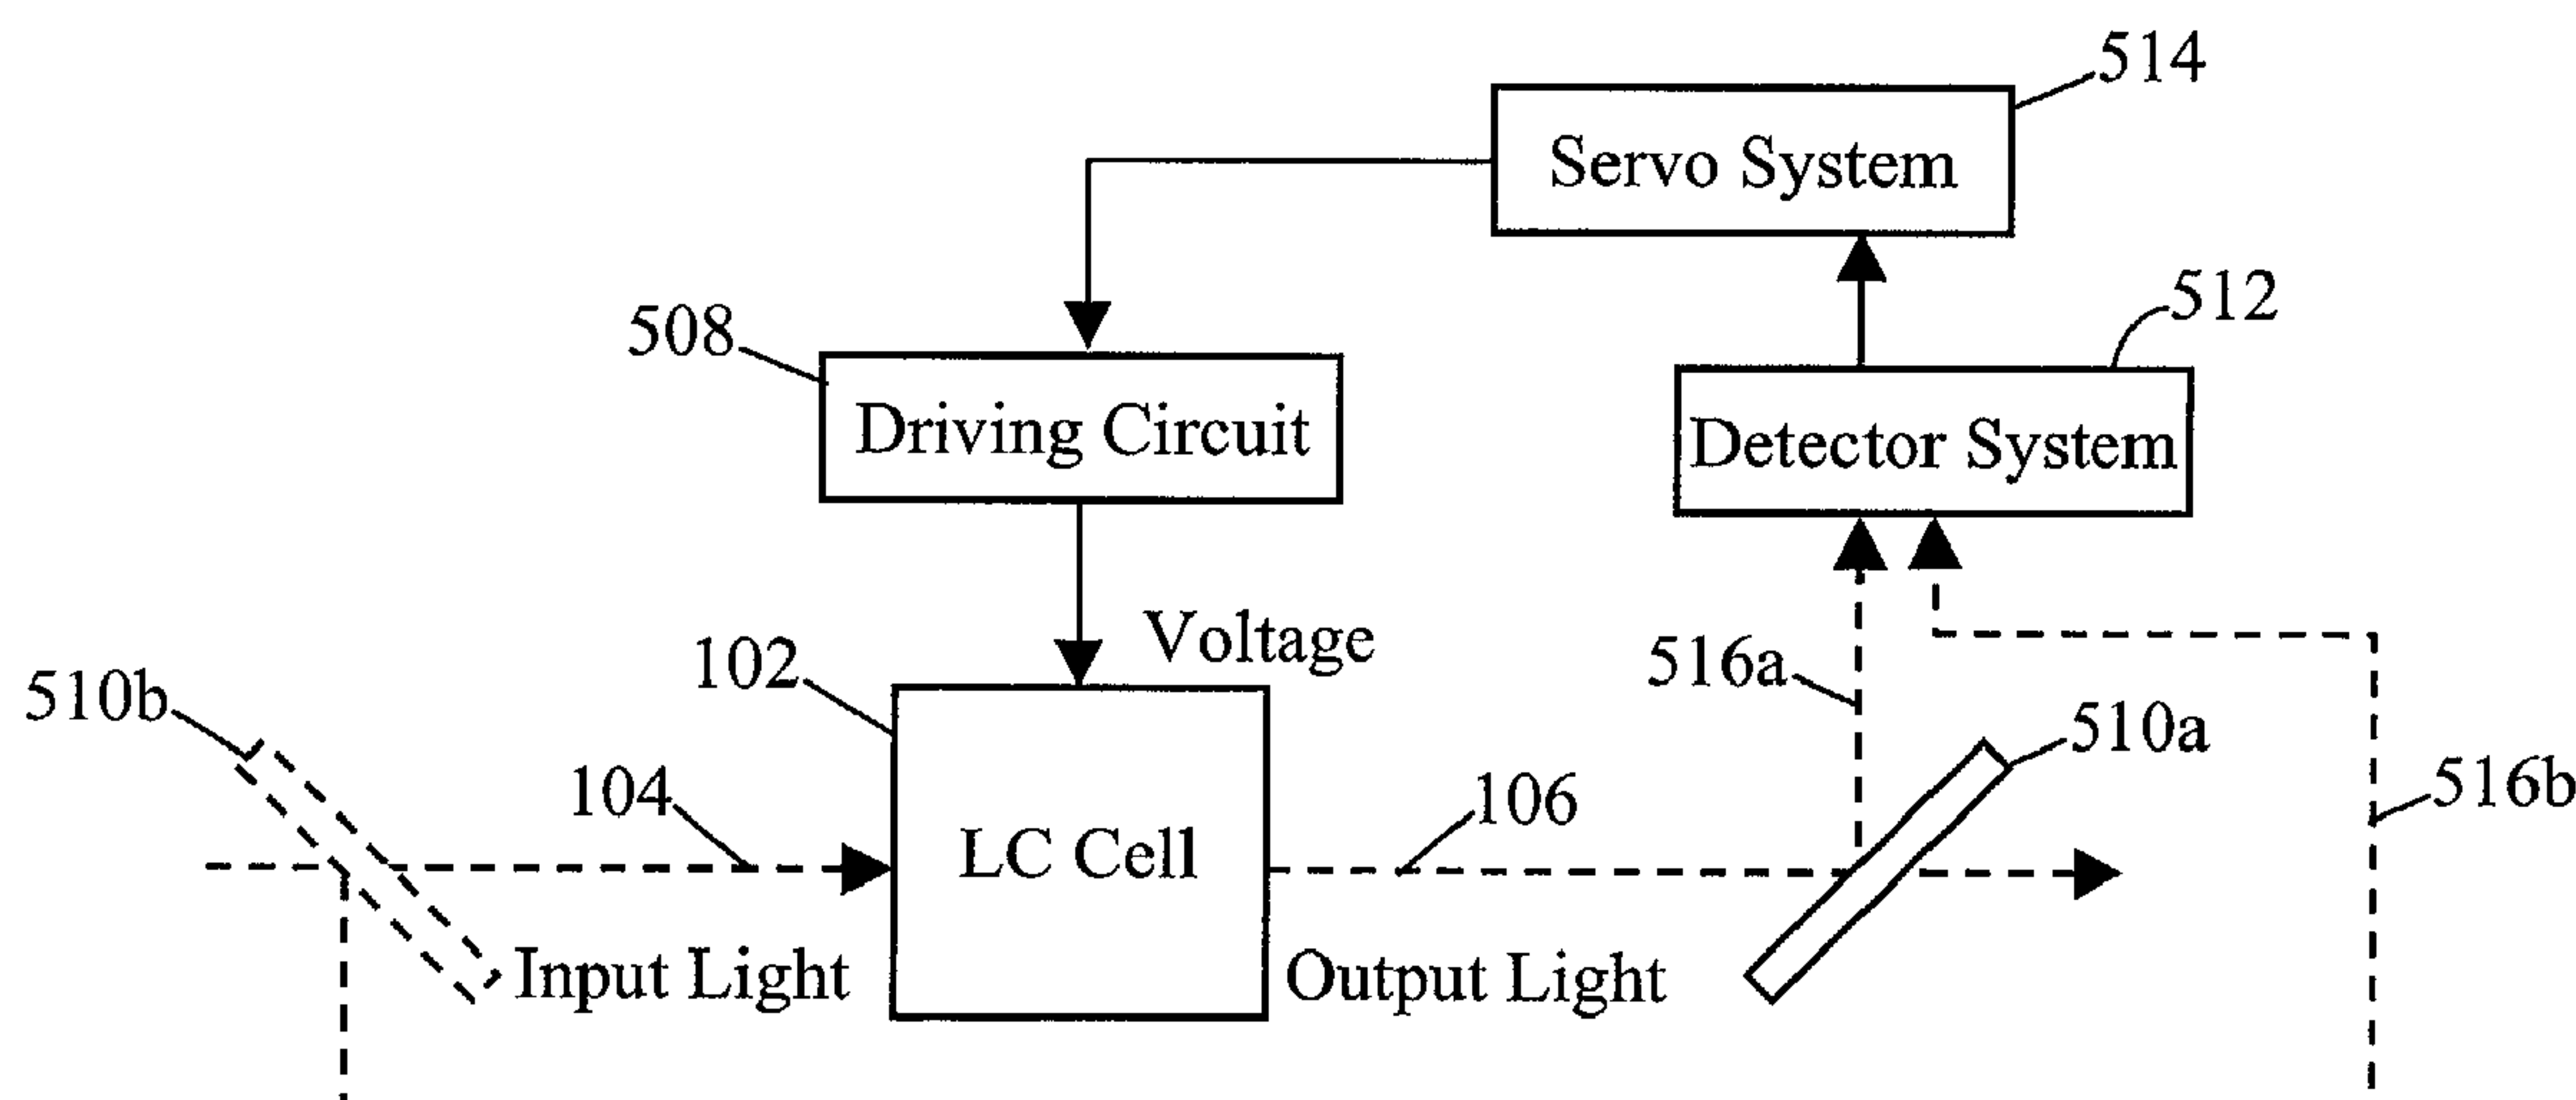 514
Servo System
512
508
Driving Circuit
Detector System
Voltage
102
516a
510b
510a
516b
104
106
LC Cell
Input Light
Output Light